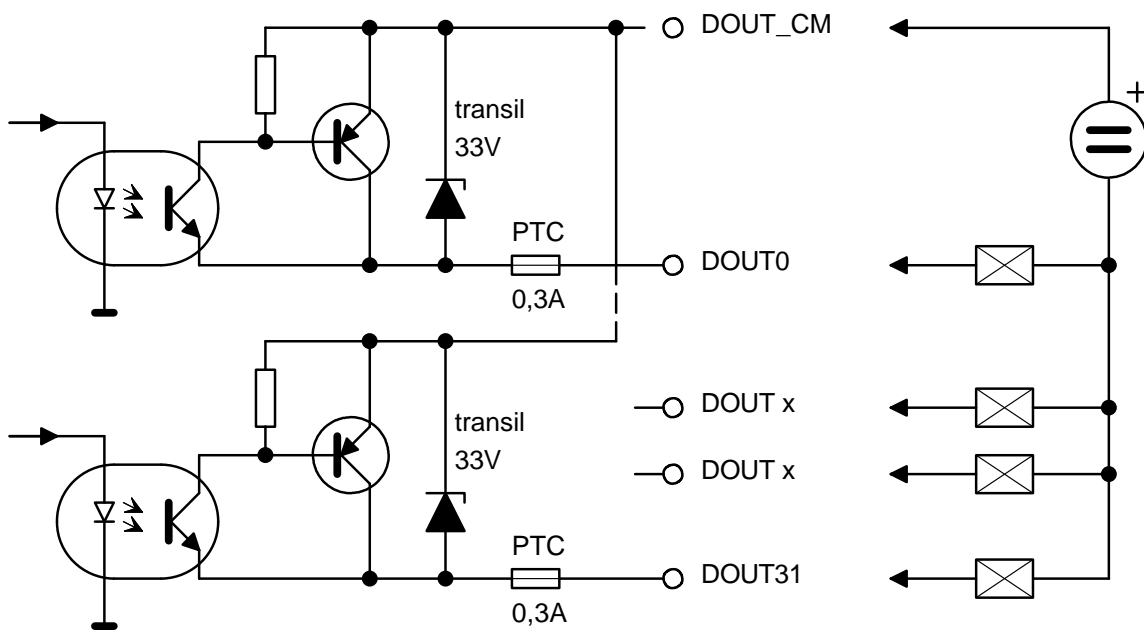 DOUT_CM
+
transil
33V
PTC
DOUT0
0,3A
DOUT x
transil
33V
DOUT x
PTC
DOUT31
0,3A